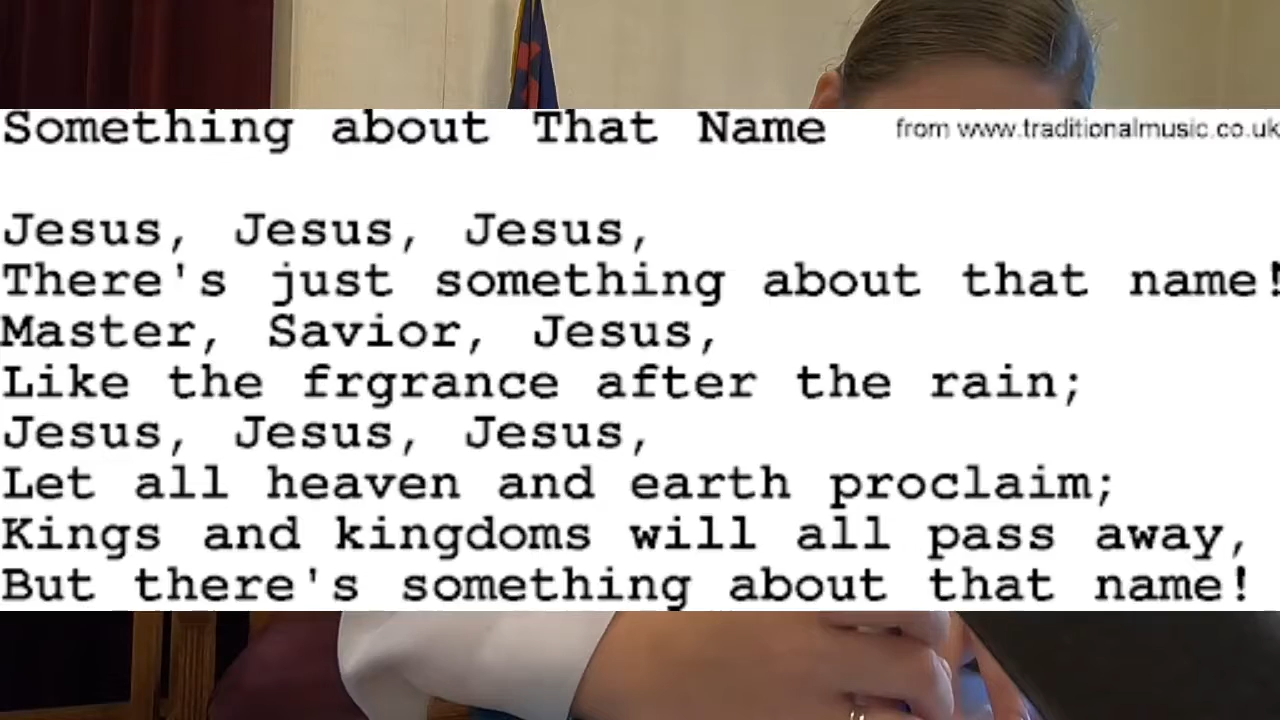 Something about That Name
from www.traditionalmusic.co.uk
Jesus, Jesus, Jesus,
There's just something about that name!
Master, Savior, Jesus,
Like the frgrance after the rain;
Jesus, Jesus, Jesus,
Let all heaven and earth proclaim;
Kings and kingdoms will all pass away,
But there's something about that name!